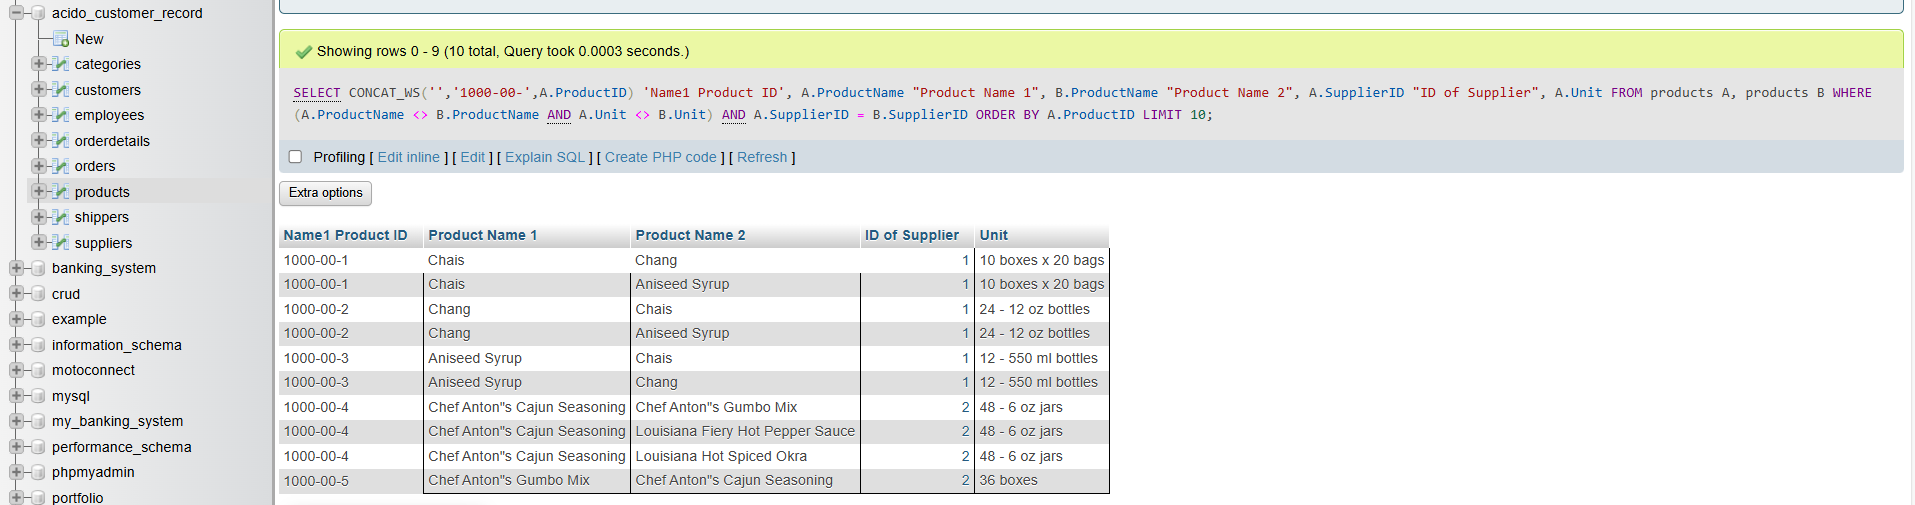 acido_customer_record
New
categories
customers
employees
orderdetails
orders
products
shippers
suppliers
banking_system
crud
example
information_schema
motoconnect
mysql
my_banking_system
performance_schema
phpmyadmin
portfolio
Showing rows 0 - 9 (10 total, Query took 0.0003 seconds.)
SELECT CONCAT_WS('','1000-00-',A.ProductID) 'Name1 Product ID', A.ProductName "Product Name 1", B.ProductName "Product Name 2", A.SupplierID "ID of Supplier", A.Unit FROM products A, products B WHERE
(A.ProductName <> B.ProductName AND A.Unit <> B.Unit) AND A.SupplierID = B.SupplierID ORDER BY A.ProductID LIMIT 10;
Profiling [ Edit inline ] [ Edit ] [ Explain SQL ] [ Create PHP code ] [ Refresh ]
Extra options
Name1 Product ID Product Name 1 Product Name 2 ID of Supplier Unit
1000-00-1 Chais Chang 1 10 boxes x 20 bags
1000-00-1 Chais Aniseed Syrup 1 10 boxes x 20 bags
1000-00-2 Chang Chais 1 24 - 12 oz bottles
1000-00-2 Chang Aniseed Syrup 1 24 - 12 oz bottles
1000-00-3 Aniseed Syrup Chais 1 12 - 550 ml bottles
1000-00-3 Aniseed Syrup Chang 1 12 - 550 ml bottles
1000-00-4 Chef Anton"s Cajun Seasoning Chef Anton"s Gumbo Mix 2 48 - 6 oz jars
1000-00-4 Chef Anton"s Cajun Seasoning Louisiana Fiery Hot Pepper Sauce 2 48 - 6 oz jars
1000-00-4 Chef Anton"s Cajun Seasoning Louisiana Hot Spiced Okra 2 48 - 6 oz jars
1000-00-5 Chef Anton"s Gumbo Mix Chef Anton"s Cajun Seasoning 2 36 boxes